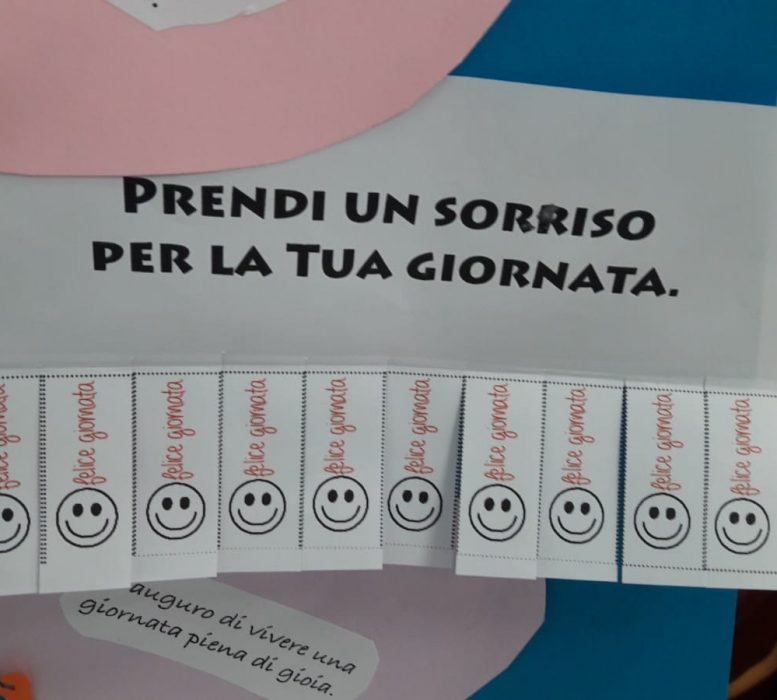 PRENDI UN SORRISO
PER LA TUA GIORNATA.
felice giornata
felice giornata
felice giornata
felice giornata
felice giornata
felice giornata
felice giornata
felice giornata
felice giornata
felice giornata
auguro di vivere una
giornata piena di gioia.